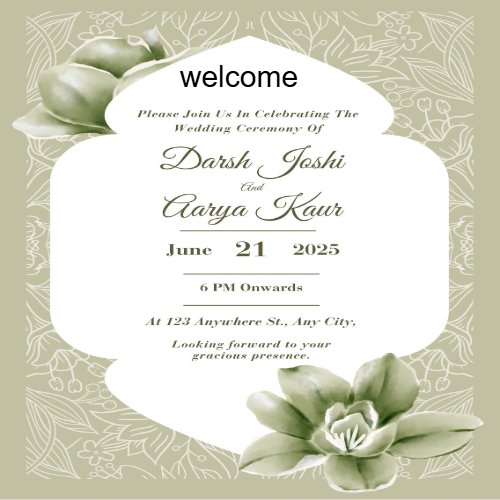 welcome
Please Join Us In Celebrating The
Wedding Ceremony Of
Darsh Joshi
And
Aarya Kaur
June 21 2025
6 PM Onwards
At 123 Anywhere St., Any City,
Looking forward to your
gracious presence.